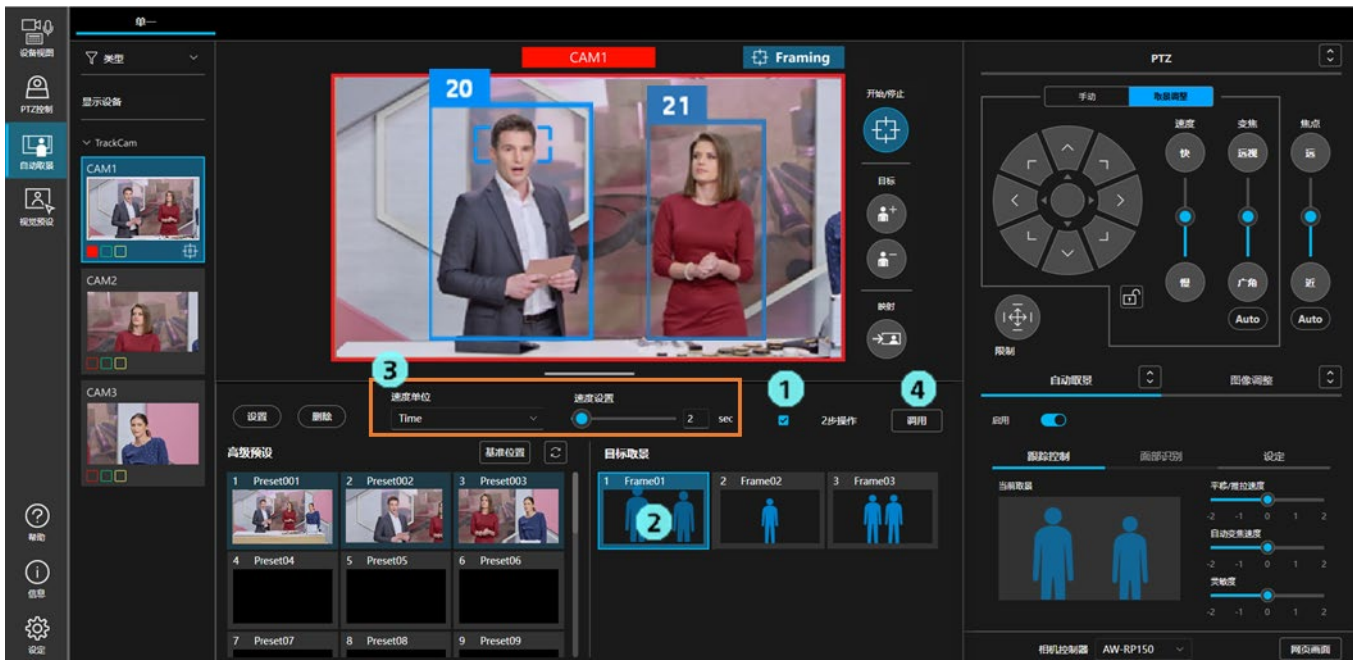 单一
设备视图
PTZ控制
自动取景
视觉预设
帮助
信息
设定
类型
显示设备
TrackCam
CAM1
CAM2
CAM3
CAM1
Framing
20
21
开始/停止
目标
映射
3
1
4
速度单位
速度设置
设置
删除
Time
2
sec
2步操作
调用
高级预设
基准位置
目标取景
1 Preset001
2 Preset002
3 Preset003
4 Preset04
5 Preset05
6 Preset06
7 Preset07
8 Preset08
9 Preset09
1 Frame01
2 Frame02
3 Frame03
2
PTZ
手动
取景调整
速度
变焦
焦点
快
远视
远
慢
广角
近
Auto
Auto
限制
自动取景
图像调整
启用
跟踪控制
面部识别
设定
当前取景
平移/推拉速度
-2 -1 0 1 2
自动变焦速度
-2 -1 0 1 2
灵敏度
-2 -1 0 1 2
相机控制器
AW-RP150
网页画面